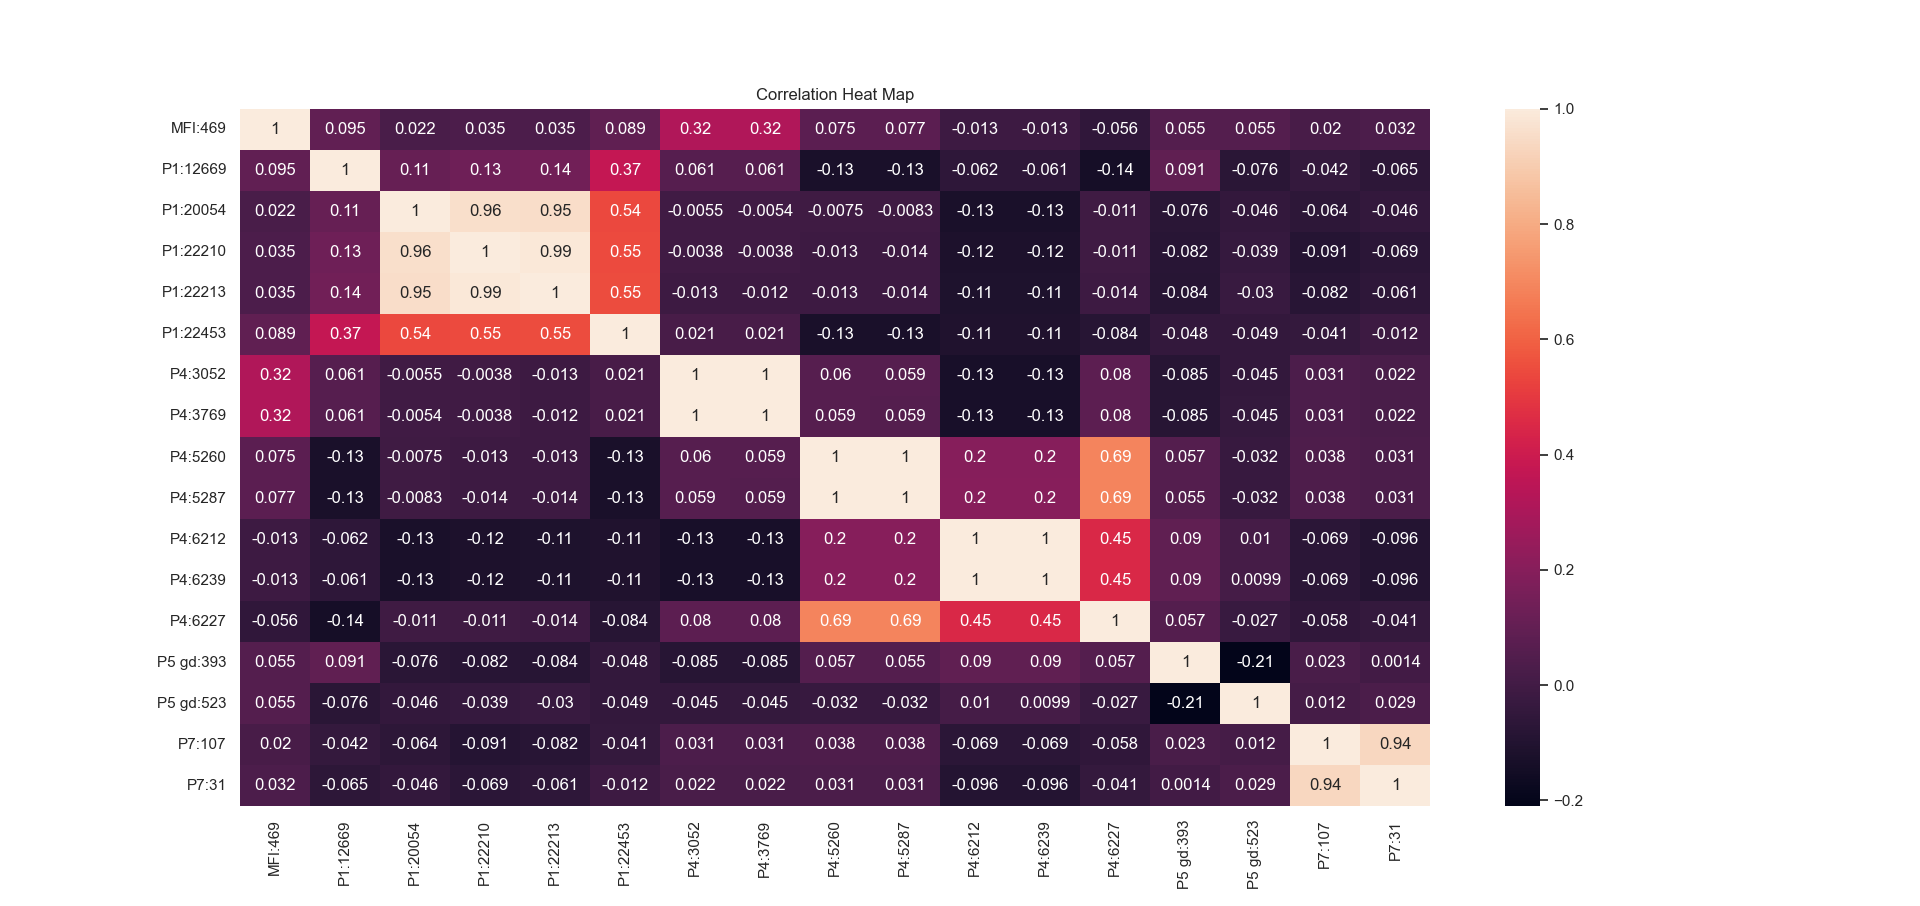 Correlation Heat Map
MFI:469 1 0.095 0.022 0.035 0.035 0.089 0.32 0.32 0.075 0.077 -0.013 -0.013 -0.056 0.055 0.055 0.02 0.032
P1:12669 0.095 1 0.11 0.13 0.14 0.37 0.061 0.061 -0.13 -0.13 -0.062 -0.061 -0.14 0.091 -0.076 -0.042 -0.065
P1:20054 0.022 0.11 1 0.96 0.95 0.54 -0.0055 -0.0054 -0.0075 -0.0083 -0.13 -0.13 -0.011 -0.076 -0.046 -0.064 -0.046
P1:22210 0.035 0.13 0.96 1 0.99 0.55 -0.0038 -0.0038 -0.013 -0.014 -0.12 -0.12 -0.011 -0.082 -0.039 -0.091 -0.069
P1:22213 0.035 0.14 0.95 0.99 1 0.55 -0.013 -0.012 -0.013 -0.014 -0.11 -0.11 -0.014 -0.084 -0.03 -0.082 -0.061
P1:22453 0.089 0.37 0.54 0.55 0.55 1 0.021 0.021 -0.13 -0.13 -0.11 -0.11 -0.084 -0.048 -0.049 -0.041 -0.012
P4:3052 0.32 0.061 -0.0055 -0.0038 -0.013 0.021 1 1 0.06 0.059 -0.13 -0.13 0.08 -0.085 -0.045 0.031 0.022
P4:3769 0.32 0.061 -0.0054 -0.0038 -0.012 0.021 1 1 0.059 0.059 -0.13 -0.13 0.08 -0.085 -0.045 0.031 0.022
P4:5260 0.075 -0.13 -0.0075 -0.013 -0.013 -0.13 0.06 0.059 1 1 0.2 0.2 0.69 0.057 -0.032 0.038 0.031
P4:5287 0.077 -0.13 -0.0083 -0.014 -0.014 -0.13 0.059 0.059 1 1 0.2 0.2 0.69 0.055 -0.032 0.038 0.031
P4:6212 -0.013 -0.062 -0.13 -0.12 -0.11 -0.11 -0.13 -0.13 0.2 0.2 1 1 0.45 0.09 0.01 -0.069 -0.096
P4:6239 -0.013 -0.061 -0.13 -0.12 -0.11 -0.11 -0.13 -0.13 0.2 0.2 1 1 0.45 0.09 0.0099 -0.069 -0.096
P4:6227 -0.056 -0.14 -0.011 -0.011 -0.014 -0.084 0.08 0.08 0.69 0.69 0.45 0.45 1 0.057 -0.027 -0.058 -0.041
P5 gd:393 0.055 0.091 -0.076 -0.082 -0.084 -0.048 -0.085 -0.085 0.057 0.055 0.09 0.09 0.057 1 -0.21 0.023 0.0014
P5 gd:523 0.055 -0.076 -0.046 -0.039 -0.03 -0.049 -0.045 -0.045 -0.032 -0.032 0.01 0.0099 -0.027 -0.21 1 0.012 0.029
P7:107 0.02 -0.042 -0.064 -0.091 -0.082 -0.041 0.031 0.031 0.038 0.038 -0.069 -0.069 -0.058 0.023 0.012 1 0.94
P7:31 0.032 -0.065 -0.046 -0.069 -0.061 -0.012 0.022 0.022 0.031 0.031 -0.096 -0.096 -0.041 0.0014 0.029 0.94 1
MFI:469 P1:12669 P1:20054 P1:22210 P1:22213 P1:22453 P4:3052 P4:3769 P4:5260 P4:5287 P4:6212 P4:6239 P4:6227 P5 gd:393 P5 gd:523 P7:107 P7:31
1.0
0.8
0.6
0.4
0.2
0.0
−0.2